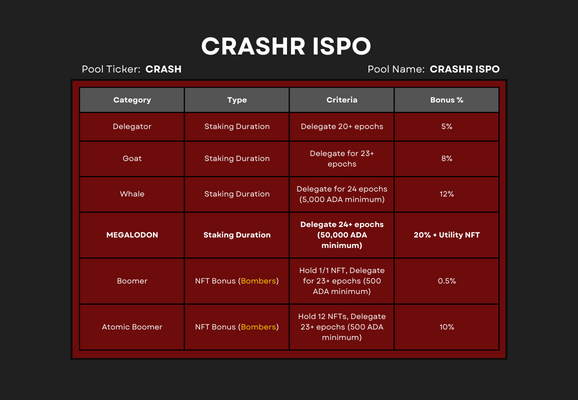 CRASHR ISPO
Pool Ticker: CRASH
Pool Name: CRASHR ISPO
Category Type Criteria Bonus %
Delegator Staking Duration Delegate 20+ epochs 5%
Goat Staking Duration Delegate for 23+
epochs 8%
Whale Staking Duration Delegate for 24 epochs
(5,000 ADA minimum) 12%
MEGALODON Staking Duration Delegate 24+ epochs
(50,000 ADA
minimum) 20% + Utility NFT
Boomer NFT Bonus (Bombers) Hold 1/1 NFT, Delegate
for 23+ epochs (500
ADA minimum) 0.5%
Atomic Boomer NFT Bonus (Bombers) Hold 12 NFTs, Delegate
23+ epochs (500 ADA
minimum) 10%